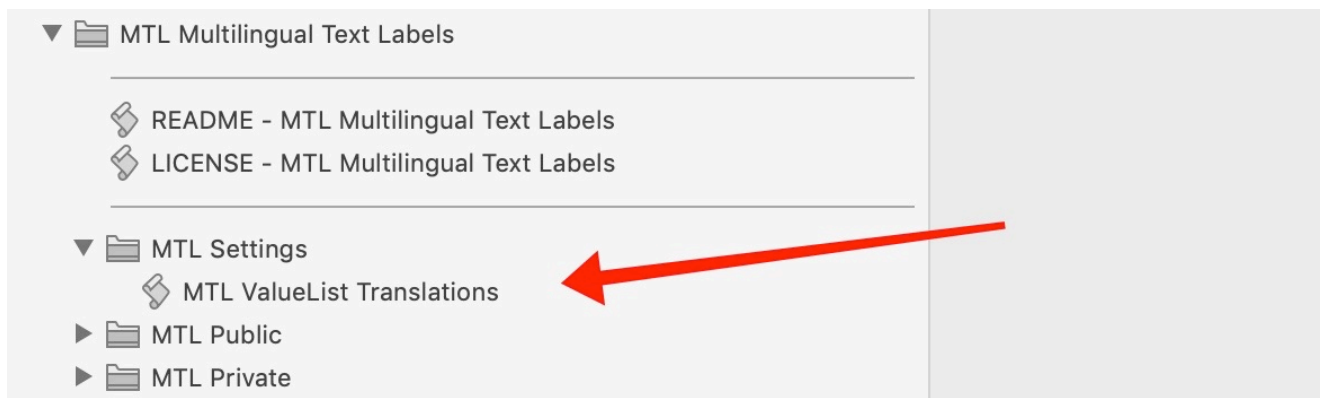 MTL Multilingual Text Labels
README - MTL Multilingual Text Labels
LICENSE - MTL Multilingual Text Labels
MTL Settings
MTL ValueList Translations
MTL Public
MTL Private